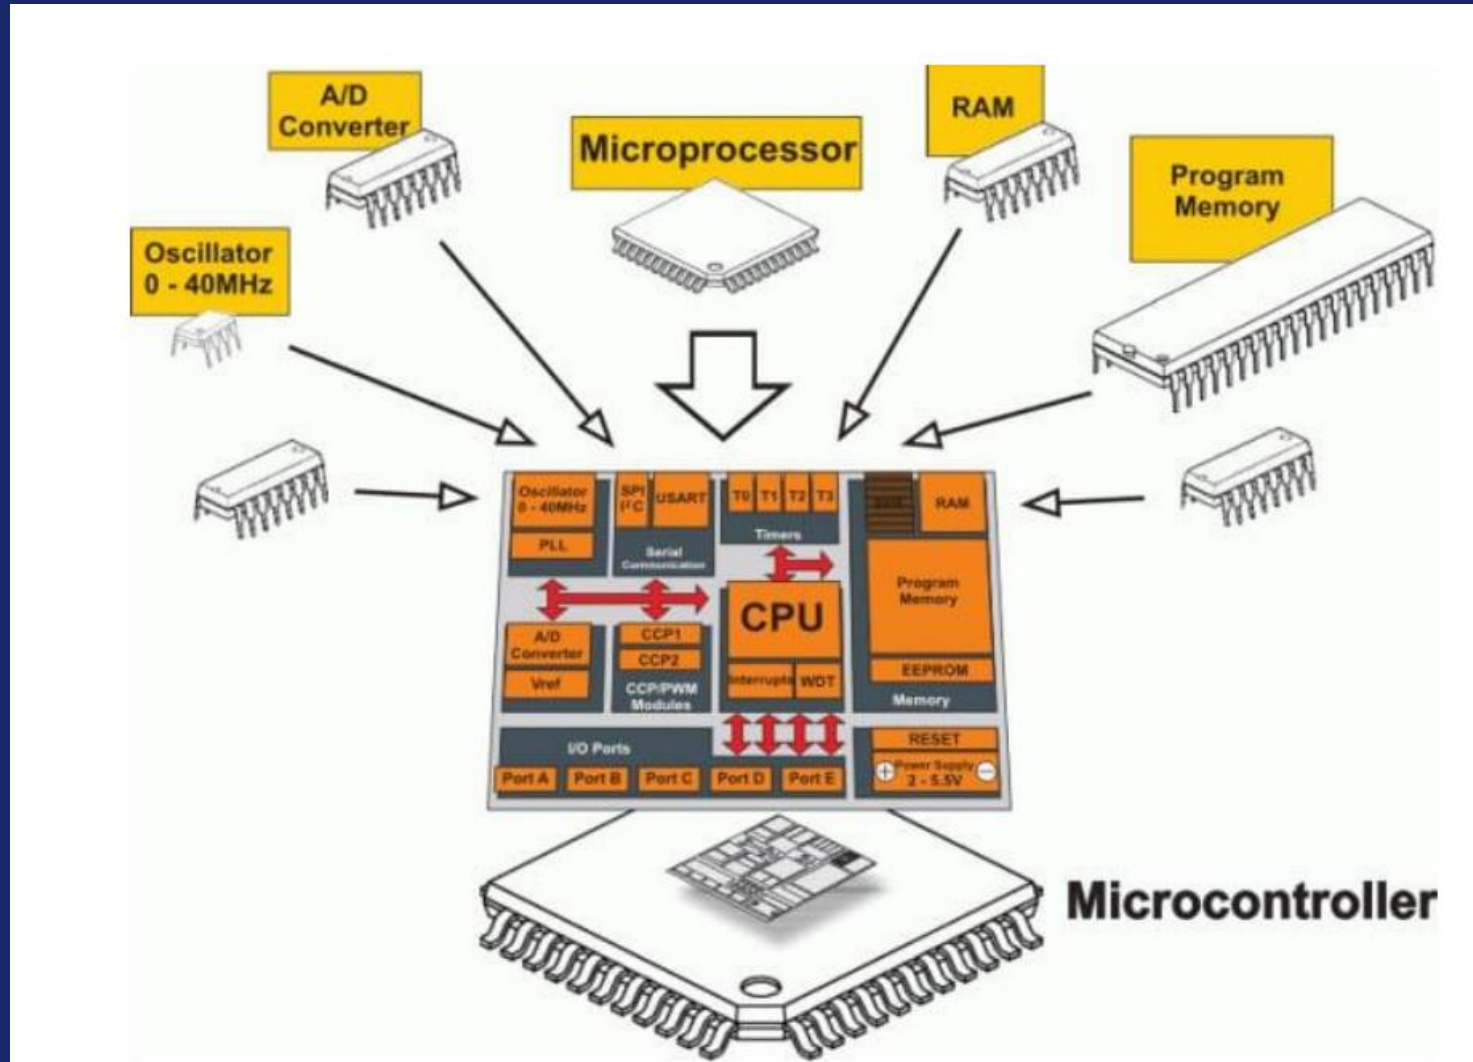 A/D
Converter
Microprocessor
RAM
Program
Memory
Oscillator
0 - 40MHz
Oscillator
0 - 40MHz
PLL
SPI
I²C
USART
Serial
Communication
T0 T1 T2 T3
Timers
RAM
Program
Memory
EEPROM
Memory
A/D
Converter
Vref
CCP1
CCP2
CCP/PWM
Modules
CPU
Interrupts WDT
I/O Ports
Port A Port B Port C Port D Port E
RESET
+ Power Supply −
2 - 5.5V
Microcontroller